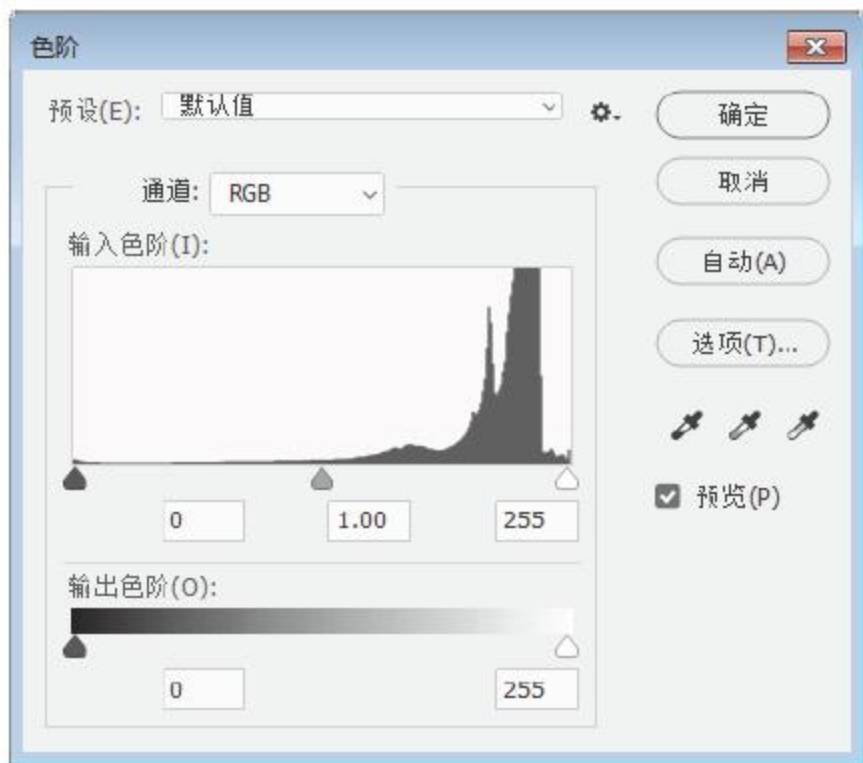 色阶
预设(E): 默认值
确定
取消
通道: RGB
输入色阶(I):
自动(A)
选项(T)...
预览(P)
0 1.00 255
输出色阶(O):
0 255